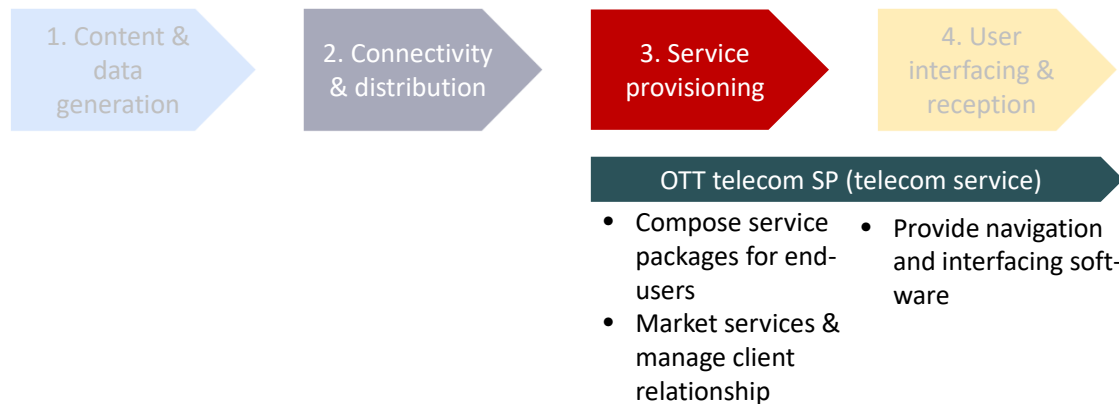 1. Content &
data
generation
2. Connectivity
& distribution
3. Service
provisioning
4. User
interfacing &
reception
OTT telecom SP (telecom service)
• Compose service
packages for end-
users
• Market services &
manage client
relationship
• Provide navigation
and interfacing soft-
ware